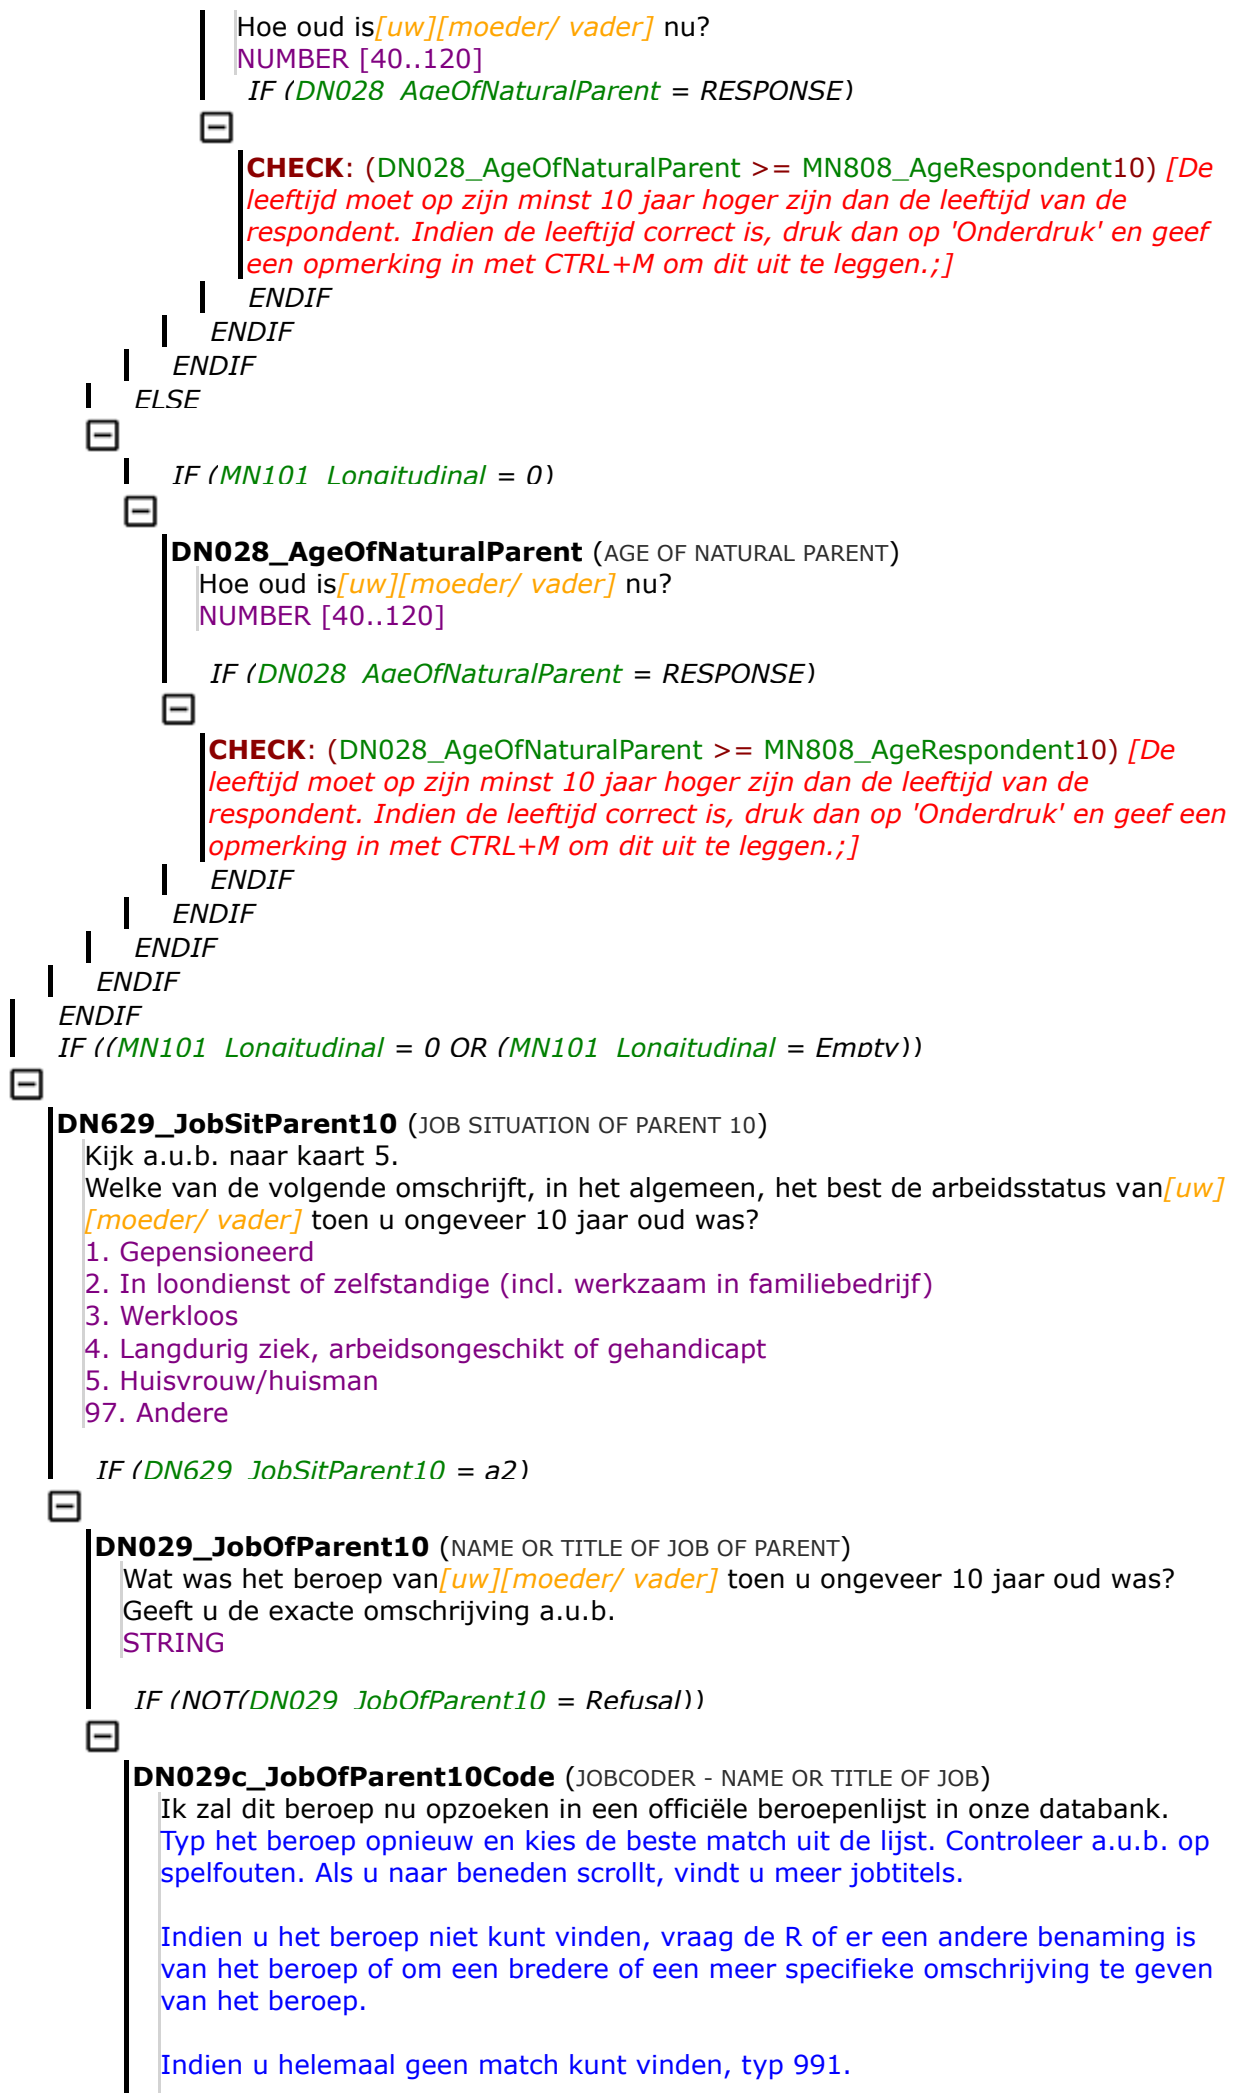 Hoe oud is[uw][moeder/ vader] nu?
NUMBER [40..120]
IF (DN028_AgeOfNaturalParent = RESPONSE)
CHECK: (DN028_AgeOfNaturalParent >= MN808_AgeRespondent10) [De
leeftijd moet op zijn minst 10 jaar hoger zijn dan de leeftijd van de
respondent. Indien de leeftijd correct is, druk dan op 'Onderdruk' en geef
een opmerking in met CTRL+M om dit uit te leggen.;]
ENDIF
ENDIF
ENDIF
ELSE
IF (MN101_Longitudinal = 0)
DN028_AgeOfNaturalParent (AGE OF NATURAL PARENT)
Hoe oud is[uw][moeder/ vader] nu?
NUMBER [40..120]
IF (DN028_AgeOfNaturalParent = RESPONSE)
CHECK: (DN028_AgeOfNaturalParent >= MN808_AgeRespondent10) [De
leeftijd moet op zijn minst 10 jaar hoger zijn dan de leeftijd van de
respondent. Indien de leeftijd correct is, druk dan op 'Onderdruk' en geef een
opmerking in met CTRL+M om dit uit te leggen.;]
ENDIF
ENDIF
ENDIF
ENDIF
ENDIF
IF ((MN101_Longitudinal = 0 OR (MN101_Longitudinal = Empty))
DN629_JobSitParent10 (JOB SITUATION OF PARENT 10)
Kijk a.u.b. naar kaart 5.
Welke van de volgende omschrijft, in het algemeen, het best de arbeidsstatus van[uw]
[moeder/ vader] toen u ongeveer 10 jaar oud was?
1. Gepensioneerd
2. In loondienst of zelfstandige (incl. werkzaam in familiebedrijf)
3. Werkloos
4. Langdurig ziek, arbeidsongeschikt of gehandicapt
5. Huisvrouw/huisman
97. Andere
IF (DN629_JobSitParent10 = a2)
DN029_JobOfParent10 (NAME OR TITLE OF JOB OF PARENT)
Wat was het beroep van[uw][moeder/ vader] toen u ongeveer 10 jaar oud was?
Geeft u de exacte omschrijving a.u.b.
STRING
IF (NOT(DN029_JobOfParent10 = Refusal))
DN029c_JobOfParent10Code (JOBCODER - NAME OR TITLE OF JOB)
Ik zal dit beroep nu opzoeken in een officiële beroepenlijst in onze databank.
Typ het beroep opnieuw en kies de beste match uit de lijst. Controleer a.u.b. op
spelfouten. Als u naar beneden scrollt, vindt u meer jobtitels.
Indien u het beroep niet kunt vinden, vraag de R of er een andere benaming is
van het beroep of om een bredere of een meer specifieke omschrijving te geven
van het beroep.
Indien u helemaal geen match kunt vinden, typ 991.